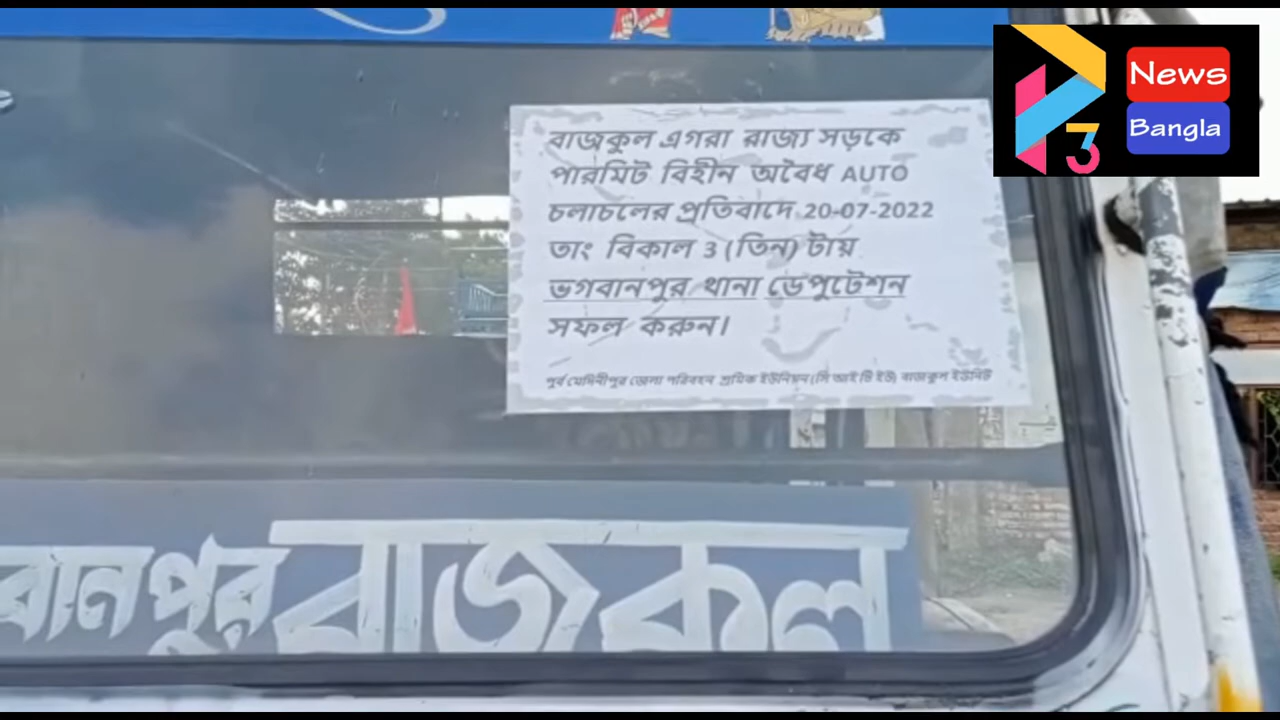 বাজকুল এগরা রাজ্য সড়কে
পারমিট বিহীন অবৈধ AUTO
চলাচলের প্রতিবাদে 20-07-2022
তাং বিকাল 3 (তিন) টায়
ভগবানপুর থানা ডেপুটেশন
সফল করুন।
পূর্ব মেদিনীপুর জেলা পরিবহন শ্রমিক ইউনিয়ন (সি আই টি ইউ) বাজকুল ইউনিট
বানপুর বাজকুল
3
News
Bangla